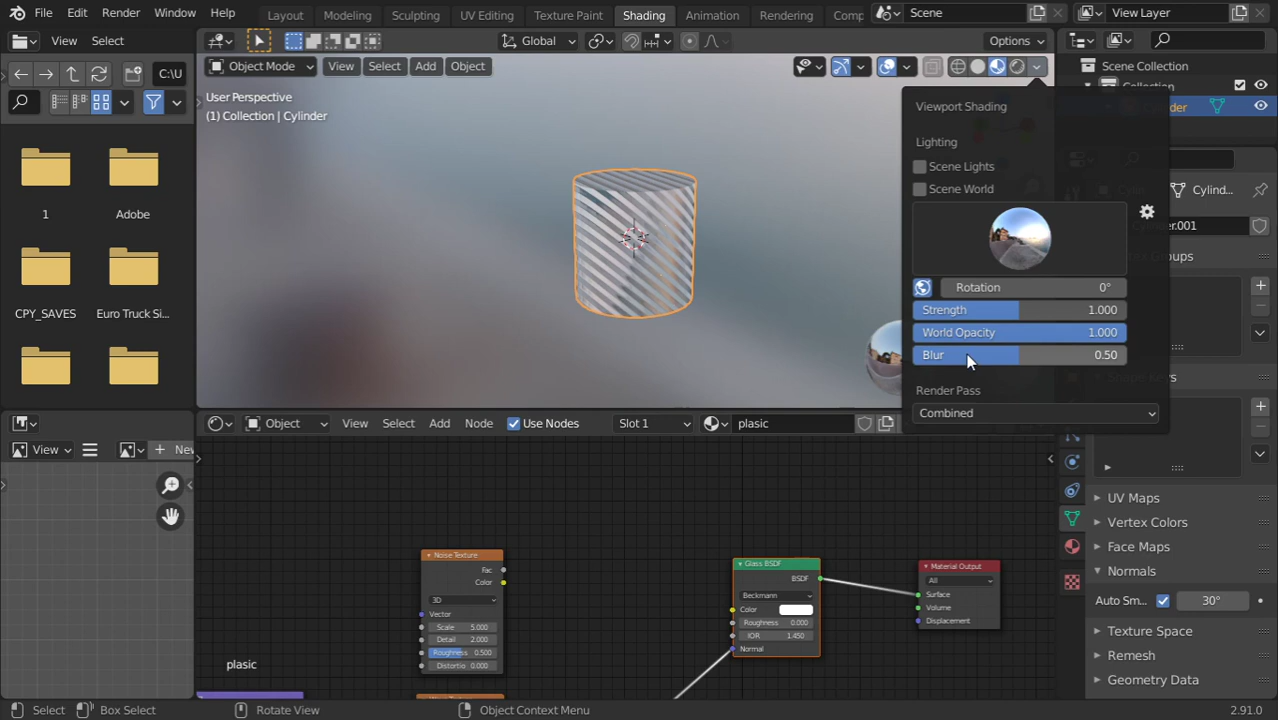 File Edit Render Window Help Layout Modeling Sculpting UV Editing Texture Paint Shading Animation Rendering Comp Scene View Layer
View Select Global Options
C:\U Object Mode View Select Add Object Scene Collection
Collection
User Perspective Viewport Shading
(1) Collection | Cylinder
Lighting
Scene Lights
Scene World Cylind...
1 Adobe
Rotation 0°
Strength 1.000
CPY_SAVES Euro Truck Si...
World Opacity 1.000
Blur 0.50
Render Pass
Combined
View New Object View Select Add Node Use Nodes Slot 1 plasic
UV Maps
Vertex Colors
Face Maps
Normals
Auto Sm... 30°
Texture Space
Remesh
Geometry Data
Noise Texture
Fac
Color
3D
Vector
Scale 5.000
Detail 2.000
Roughness 0.500
Distortio 0.000
Glass BSDF
BSDF
Beckmann
Color
Roughness 0.000
IOR 1.450
Normal
Material Output
All
Surface
Volume
Displacement
plasic
Select Box Select Rotate View Object Context Menu 2.91.0